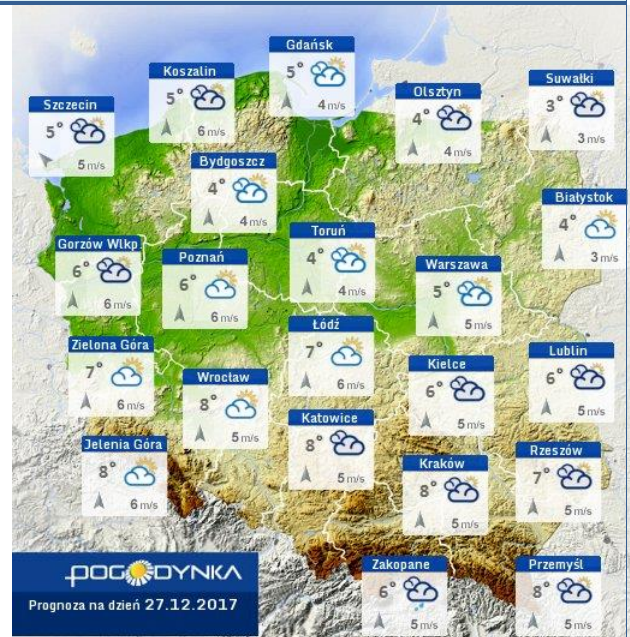 Gdańsk
5°
4 m/s
Koszalin
5°
6 m/s
Suwałki
3°
3 m/s
Olsztyn
4°
4 m/s
Szczecin
5°
5 m/s
Bydgoszcz
4°
4 m/s
Białystok
4°
3 m/s
Toruń
4°
4 m/s
Gorzów Wlkp
6°
6 m/s
Poznań
6°
6 m/s
Warszawa
5°
5 m/s
Łódź
7°
6 m/s
Zielona Góra
7°
6 m/s
Lublin
6°
5 m/s
Kielce
6°
5 m/s
Wrocław
8°
5 m/s
Katowice
8°
5 m/s
Jelenia Góra
8°
6 m/s
Rzeszów
7°
5 m/s
Kraków
8°
5 m/s
Zakopane
6°
5 m/s
Przemyśl
8°
5 m/s
POGODYNKA
Prognoza na dzień 27.12.2017